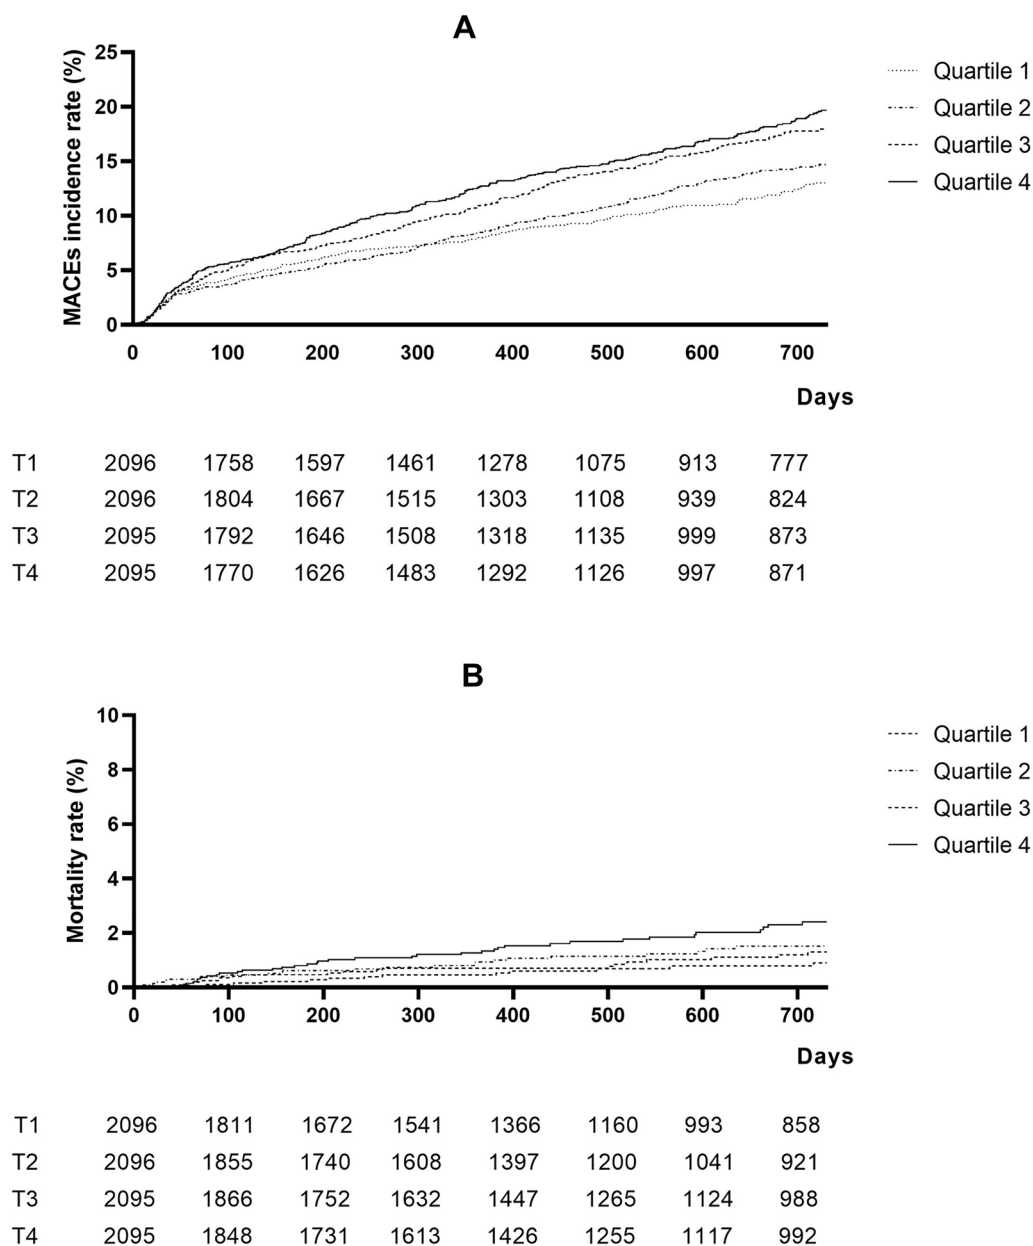 A
MACEs incidence rate (%)
25
20
15
10
5
0
0 100 200 300 400 500 600 700
Days
Quartile 1
Quartile 2
Quartile 3
Quartile 4
T1 2096 1758 1597 1461 1278 1075 913 777
T2 2096 1804 1667 1515 1303 1108 939 824
T3 2095 1792 1646 1508 1318 1135 999 873
T4 2095 1770 1626 1483 1292 1126 997 871
B
Mortality rate (%)
10
8
6
4
2
0
0 100 200 300 400 500 600 700
Days
Quartile 1
Quartile 2
Quartile 3
Quartile 4
T1 2096 1811 1672 1541 1366 1160 993 858
T2 2096 1855 1740 1608 1397 1200 1041 921
T3 2095 1866 1752 1632 1447 1265 1124 988
T4 2095 1848 1731 1613 1426 1255 1117 992